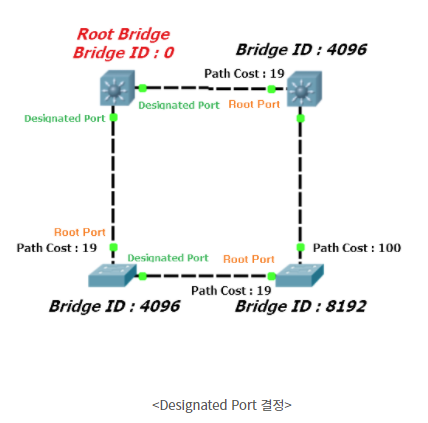 Root Bridge
Bridge ID : 0
Bridge ID : 4096
Path Cost : 19
Designated Port
Root Port
Designated Port
Root Port
Path Cost : 19
Path Cost : 100
Designated Port
Root Port
Path Cost : 19
Bridge ID : 4096
Bridge ID : 8192
<Designated Port 결정>